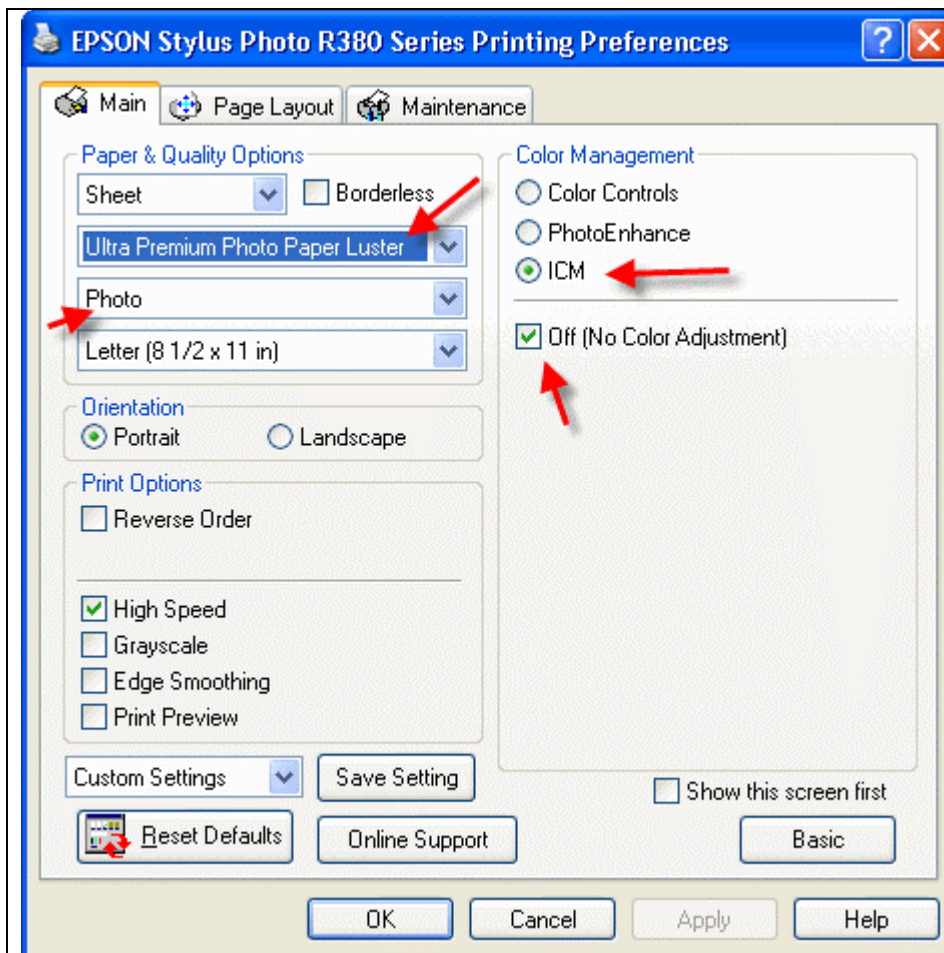 EPSON Stylus Photo R380 Series Printing Preferences
Main
Page Layout
Maintenance
Paper & Quality Options
Sheet
Borderless
Ultra Premium Photo Paper Luster
Photo
Letter (8 1/2 x 11 in)
Orientation
Portrait
Landscape
Print Options
Reverse Order
High Speed
Grayscale
Edge Smoothing
Print Preview
Color Management
Color Controls
PhotoEnhance
ICM
Off (No Color Adjustment)
Custom Settings
Save Setting
Show this screen first
Reset Defaults
Online Support
Basic
OK
Cancel
Apply
Help